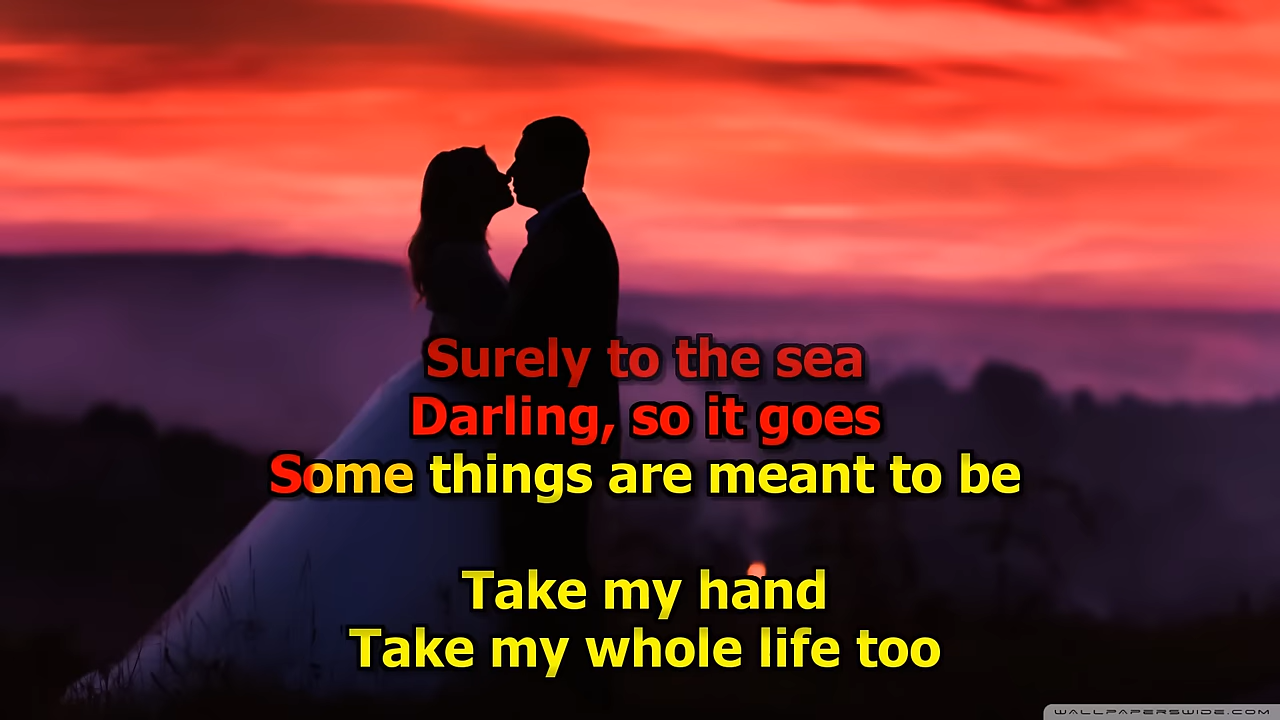 Surely to the sea
Darling, so it goes
Some things are meant to be
Take my hand
Take my whole life too
WALLPAPERSWIDE.COM